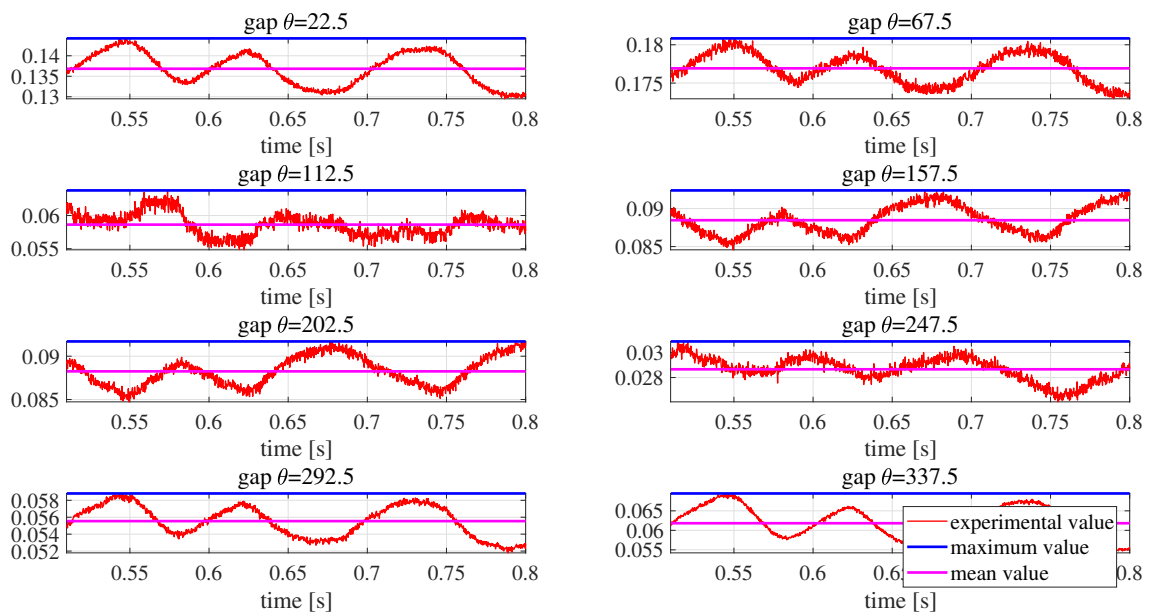 gap θ=22.5
0.14
0.135
0.13
0.55 0.6 0.65 0.7 0.75 0.8
time [s]
gap θ=67.5
0.18
0.175
0.55 0.6 0.65 0.7 0.75 0.8
time [s]
gap θ=112.5
0.06
0.055
0.55 0.6 0.65 0.7 0.75 0.8
time [s]
gap θ=157.5
0.09
0.085
0.55 0.6 0.65 0.7 0.75 0.8
time [s]
gap θ=202.5
0.09
0.085
0.55 0.6 0.65 0.7 0.75 0.8
time [s]
gap θ=247.5
0.03
0.028
0.55 0.6 0.65 0.7 0.75 0.8
time [s]
gap θ=292.5
0.058
0.056
0.054
0.052
0.55 0.6 0.65 0.7 0.75 0.8
time [s]
gap θ=337.5
0.065
0.06
0.055
0.55 0.6 0.65 0.7 0.75 0.8
time [s]
experimental value
maximum value
mean value